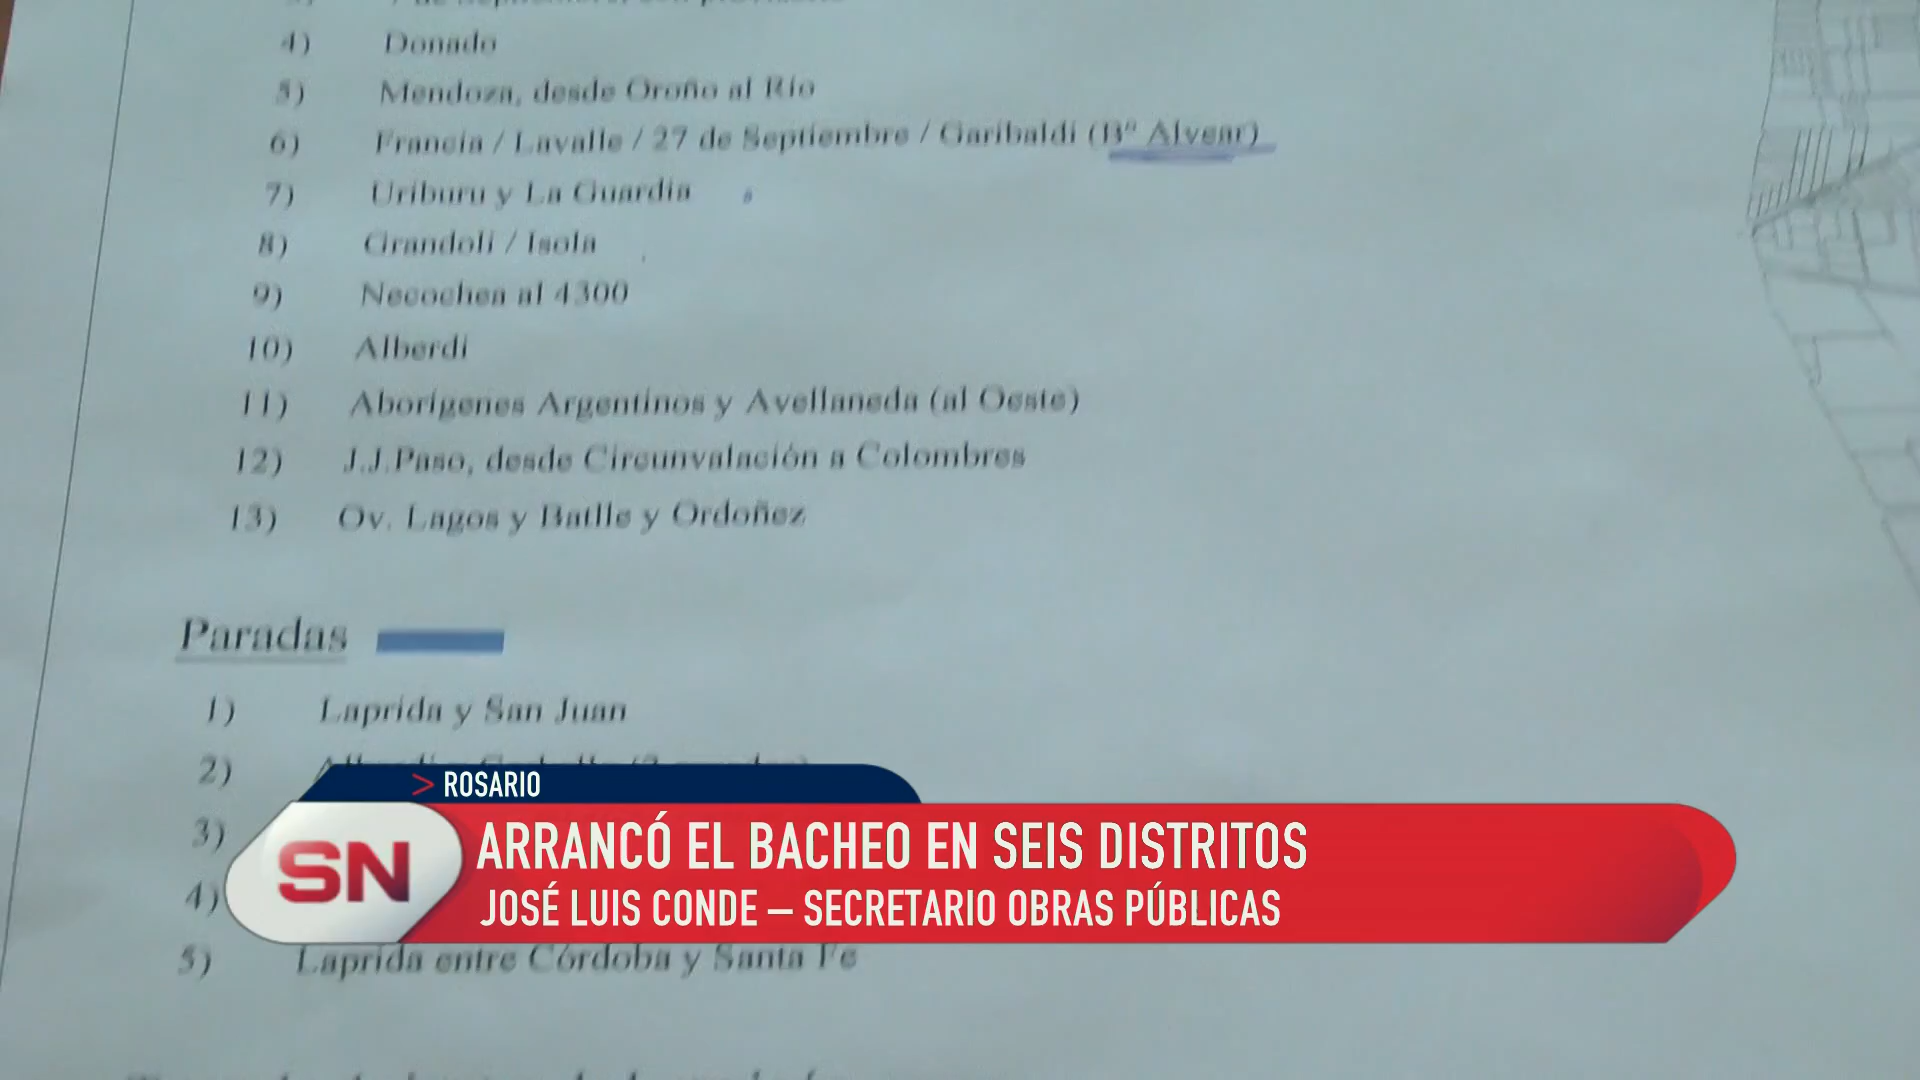 4) Donado
5) Mendoza, desde Oroño al Río
6) Francia / Lavalle / 27 de Septiembre / Garibaldi (Bº Alvear)
7) Uriburu y La Guardia
8) Grandoli / Isola
9) Necochea al 4300
10) Alberdi
11) Aborígenes Argentinos y Avellaneda (al Oeste)
12) J.J.Paso, desde Circunvalación a Colombres
13) Ov. Lagos y Batlle y Ordoñez
Paradas
1) Laprida y San Juan
2)
3)
4)
5) Laprida entre Córdoba y Santa Fe
> ROSARIO
SN
ARRANCÓ EL BACHEO EN SEIS DISTRITOS
JOSÉ LUIS CONDE – SECRETARIO OBRAS PÚBLICAS